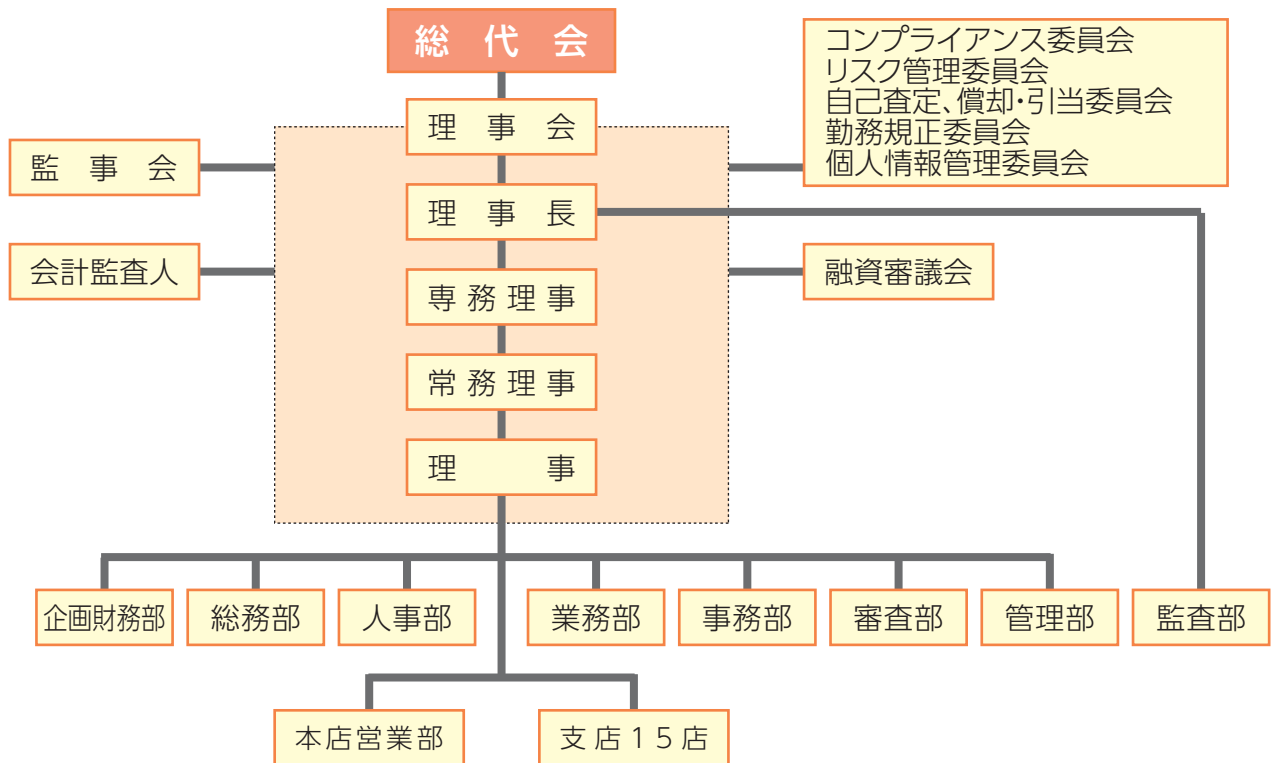 総代会
コンプライアンス委員会
リスク管理委員会
自己査定、償却・引当委員会
勤務規正委員会
個人情報管理委員会
理事会
監事会
理事長
会計監査人
融資審議会
専務理事
常務理事
理事
企画財務部
総務部
人事部
業務部
事務部
審査部
管理部
監査部
本店営業部
支店15店